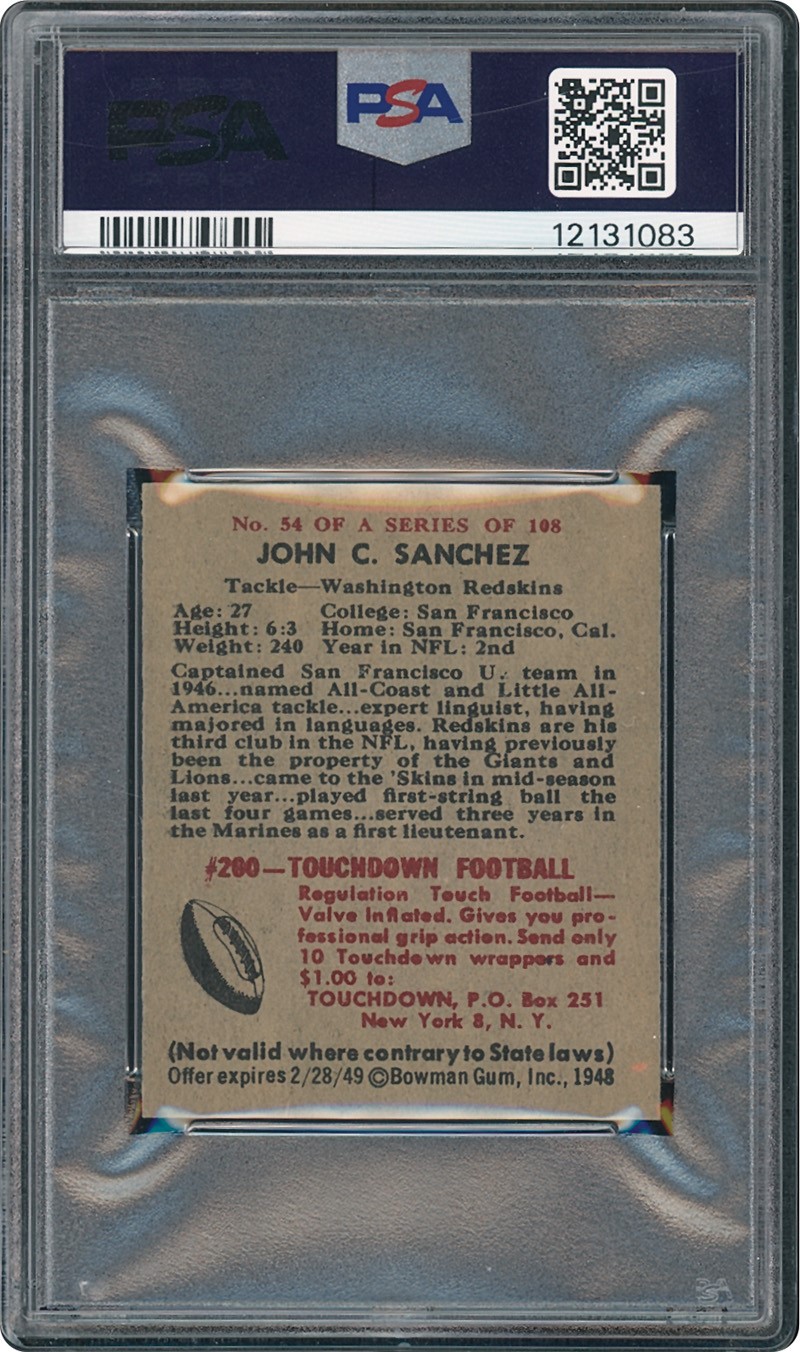 PSA
PSA
12131083
No. 54 OF A SERIES OF 108
JOHN C. SANCHEZ
Tackle—Washington Redskins
Age: 27 College: San Francisco
Height: 6:3 Home: San Francisco, Cal.
Weight: 240 Year in NFL: 2nd
Captained San Francisco U. team in
1946...named All-Coast and Little All-
America tackle...expert linguist, having
majored in languages. Redskins are his
third club in the NFL, having previously
been the property of the Giants and
Lions...came to the 'Skins in mid-season
last year...played first-string ball the
last four games...served three years in
the Marines as a first lieutenant.
#200—TOUCHDOWN FOOTBALL
Regulation Touch Football—
Valve Inflated. Gives you pro-
fessional grip action. Send only
10 Touchdown wrappers and
$1.00 to:
TOUCHDOWN, P.O. Box 251
New York 8, N. Y.
(Not valid where contrary to State laws)
Offer expires 2/28/49 ©Bowman Gum, Inc., 1948
PSA